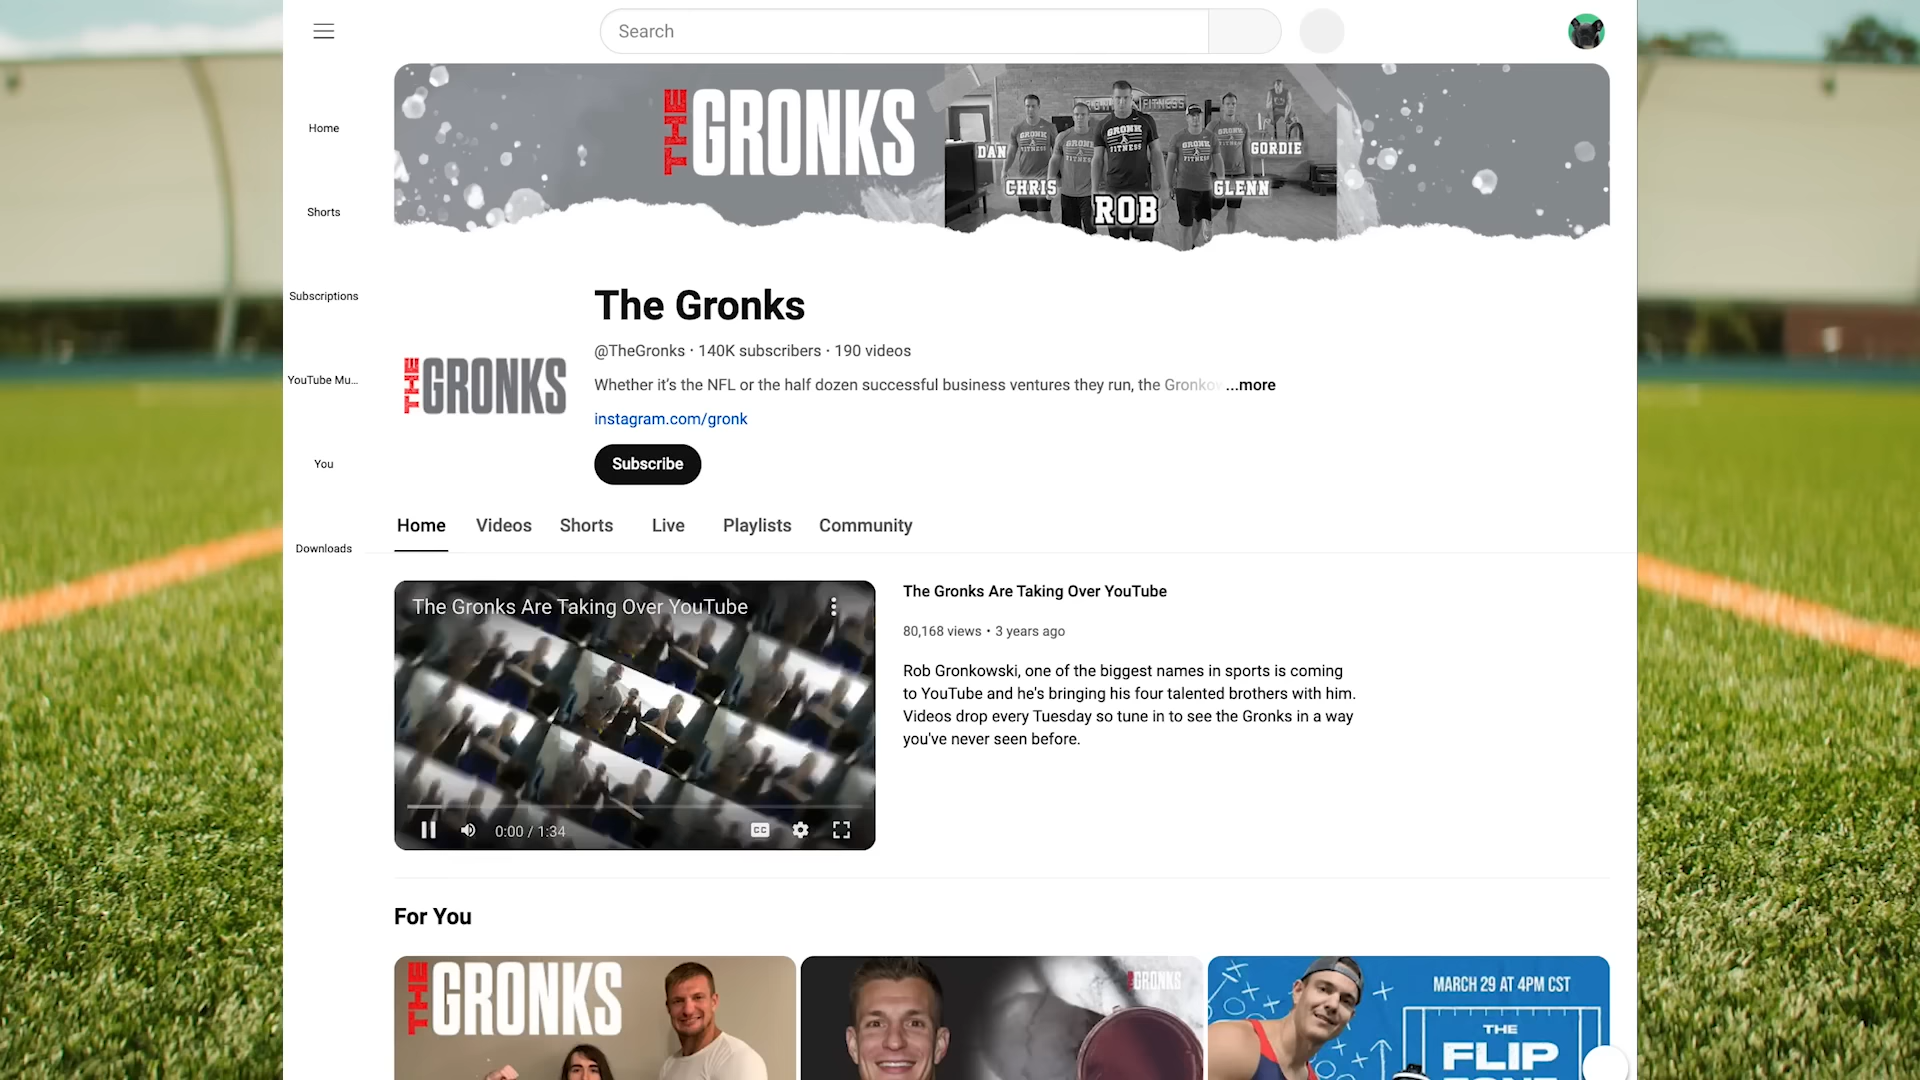 Search
THE GRONKS
DAN
CHRIS
ROB
GLENN
GORDIE
GRONK FITNESS
Home
Shorts
Subscriptions
YouTube Mu...
You
Downloads
THE GRONKS
The Gronks
@TheGronks · 140K subscribers · 190 videos
Whether it's the NFL or the half dozen successful business ventures they run, the Gronkow ...more
instagram.com/gronk
Subscribe
Home Videos Shorts Live Playlists Community
The Gronks Are Taking Over YouTube
0:00 / 1:34
CC
The Gronks Are Taking Over YouTube
80,168 views • 3 years ago
Rob Gronkowski, one of the biggest names in sports is coming
to YouTube and he's bringing his four talented brothers with him.
Videos drop every Tuesday so tune in to see the Gronks in a way
you've never seen before.
For You
THE GRONKS
GRONKS
MARCH 29 AT 4PM CST
THE
FLIP